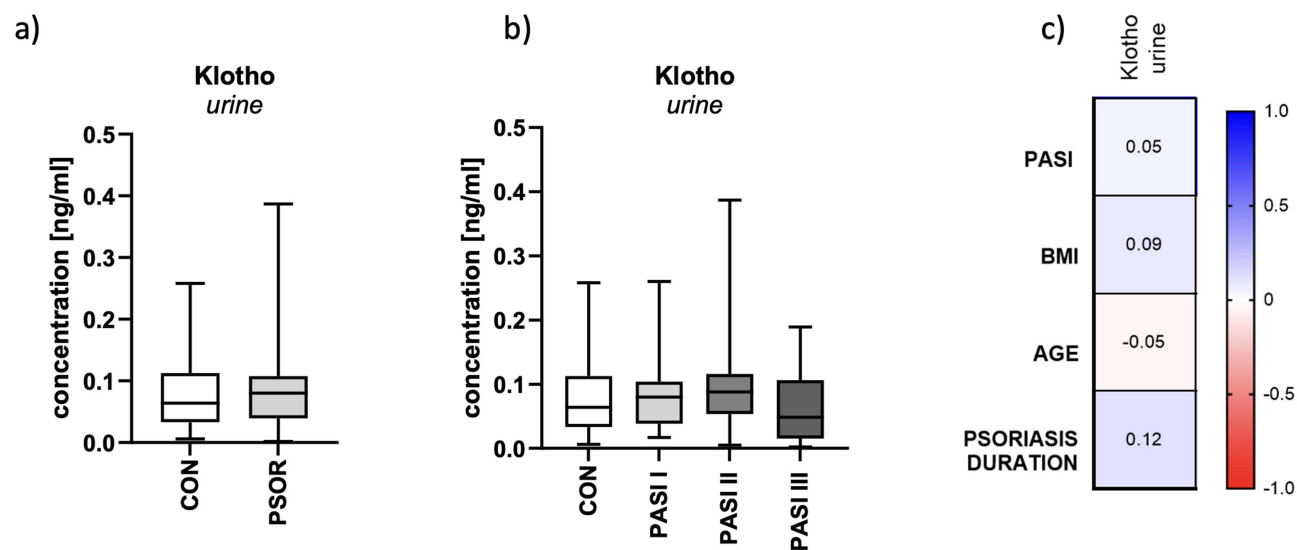 a)
Klotho
urine
concentration [ng/ml]
0.5
0.4
0.3
0.2
0.1
0.0
CON
PSOR
b)
Klotho
urine
concentration [ng/ml]
0.5
0.4
0.3
0.2
0.1
0.0
CON
PASI I
PASI II
PASI III
c)
Klotho
urine
PASI
0.05
BMI
0.09
AGE
-0.05
PSORIASIS
DURATION
0.12
1.0
0.5
0
-0.5
-1.0